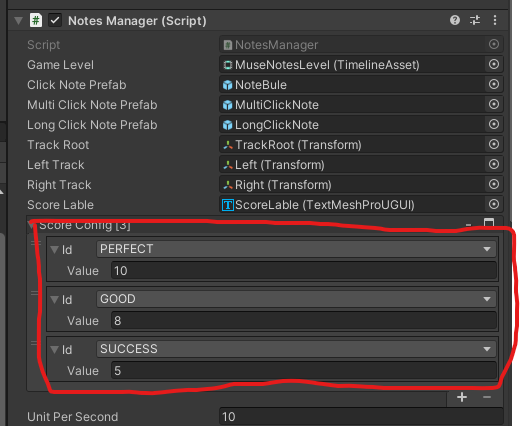 Notes Manager (Script)
Script NotesManager
Game Level MuseNotesLevel (TimelineAsset)
Click Note Prefab NoteBule
Multi Click Note Prefab MultiClickNote
Long Click Note Prefab LongClickNote
Track Root TrackRoot (Transform)
Left Track Left (Transform)
Right Track Right (Transform)
Score Lable ScoreLable (TextMeshProUGUI)
Score Config [3]
Id PERFECT
Value 10
Id GOOD
Value 8
Id SUCCESS
Value 5
Unit Per Second 10